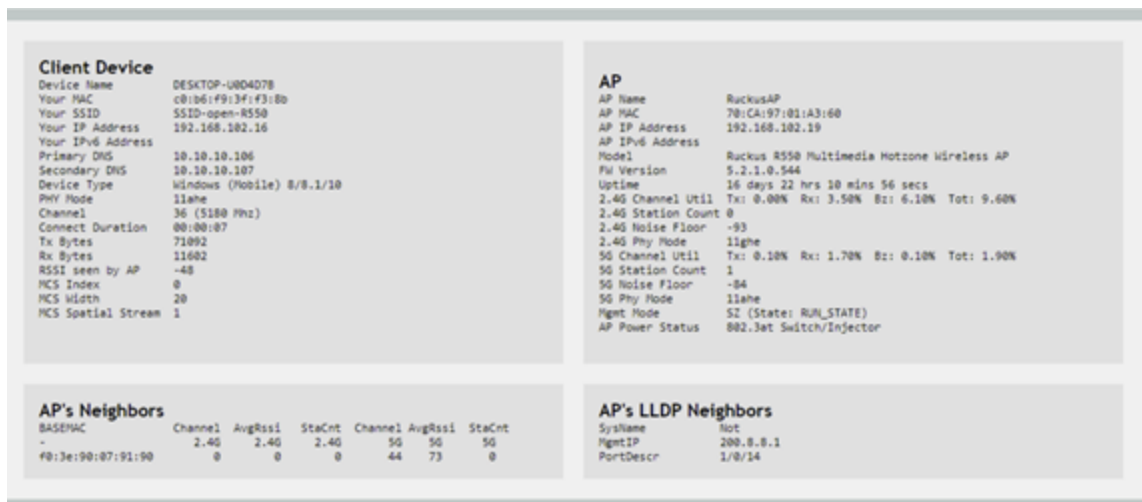 Client Device
Device Name DESKTOP-U0D4D7B
Your MAC c0:b6:f9:3f:f3:8b
Your SSID SSID-open-R550
Your IP Address 192.168.102.16
Your IPv6 Address
Primary DNS 10.10.10.106
Secondary DNS 10.10.10.107
Device Type Windows (Mobile) 8/8.1/10
PHY Mode 11ahe
Channel 36 (5180 Mhz)
Connect Duration 00:00:07
Tx Bytes 71092
Rx Bytes 11602
RSSI seen by AP -48
MCS Index 0
MCS Width 20
MCS Spatial Stream 1
AP
AP Name RuckusAP
AP MAC 70:CA:97:01:A3:60
AP IP Address 192.168.102.19
AP IPv6 Address
Model Ruckus R550 Multimedia Hotzone Wireless AP
FW Version 5.2.1.0.544
Uptime 16 days 22 hrs 10 mins 56 secs
2.4G Channel Util Tx: 0.00% Rx: 3.50% Bz: 6.10% Tot: 9.60%
2.4G Station Count 0
2.4G Noise Floor -93
2.4G Phy Mode 11ghe
5G Channel Util Tx: 0.10% Rx: 1.70% Bz: 0.10% Tot: 1.90%
5G Station Count 1
5G Noise Floor -84
5G Phy Mode 11ahe
Mgmt Mode SZ (State: RUN_STATE)
AP Power Status 802.3at Switch/Injector
AP's Neighbors
BASEMAC Channel AvgRssi StaCnt Channel AvgRssi StaCnt
- 2.4G 2.4G 2.4G 5G 5G 5G
f0:3e:90:07:91:90 0 0 0 44 73 0
AP's LLDP Neighbors
SysName Not
MgmtIP 200.8.8.1
PortDescr 1/0/14